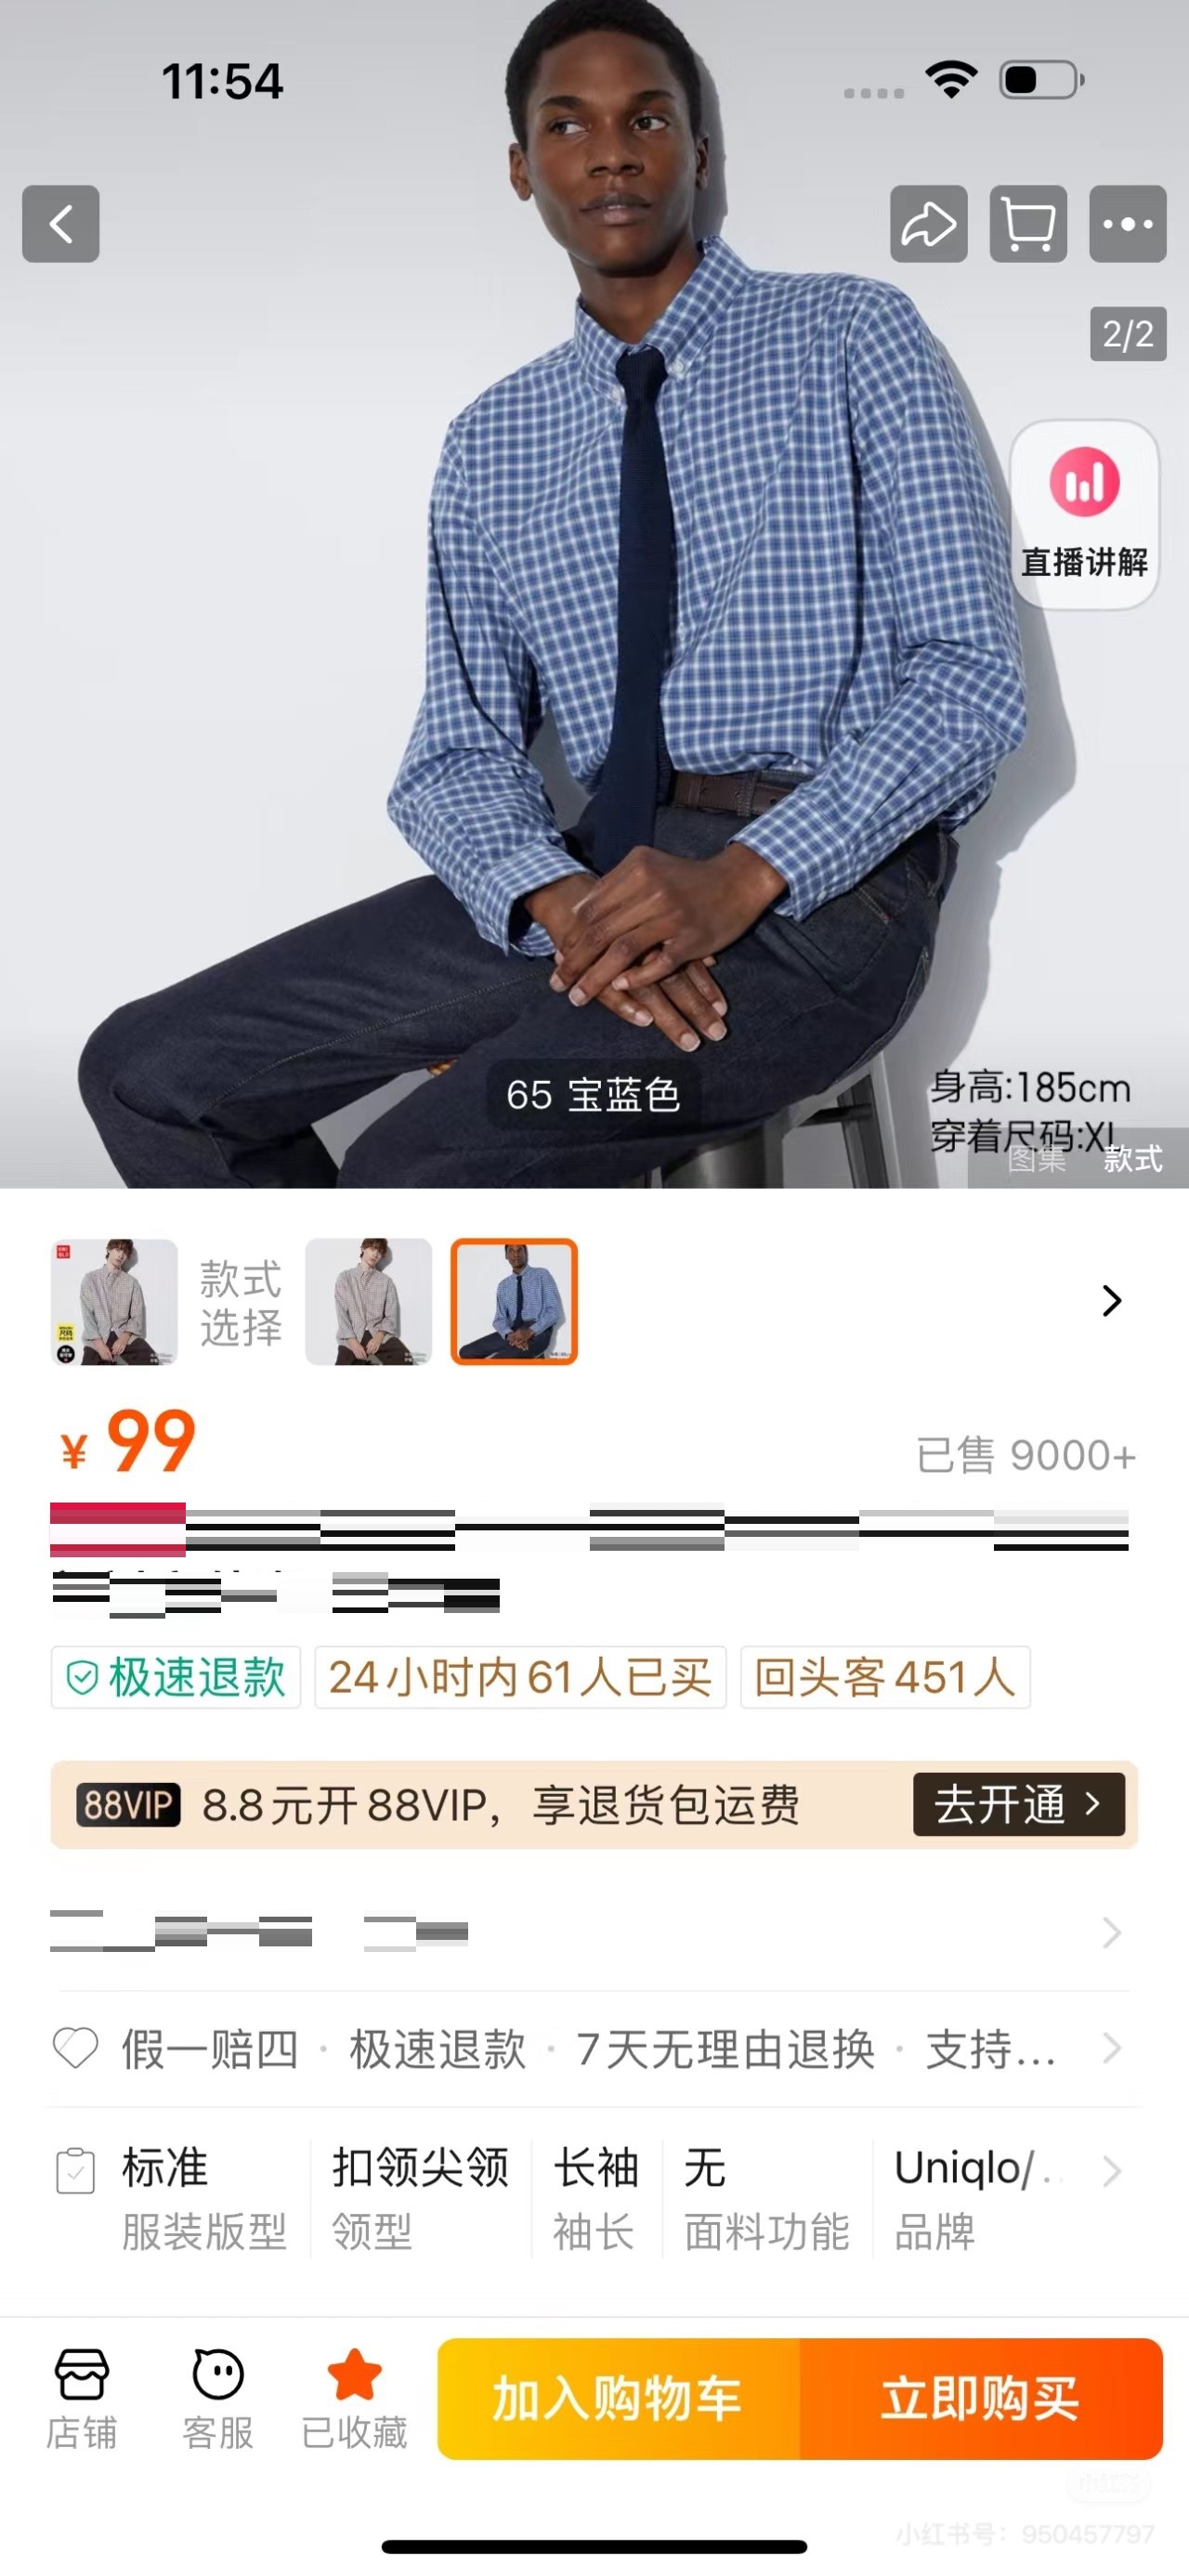 11:54
2/2
直播讲解
65 宝蓝色
身高:185cm
穿着尺码:XL
图集 款式
款式
选择
¥ 99
已售 9000+
极速退款 24小时内61人已买 回头客451人
88VIP 8.8元开88VIP，享退货包运费 去开通 >
假一赔四 · 极速退款 · 7天无理由退换 · 支持...
标准 扣领尖领 长袖 无 Uniqlo/..
服装版型 领型 袖长 面料功能 品牌
店铺 客服 已收藏 加入购物车 立即购买
小红书
小红书号：950457797